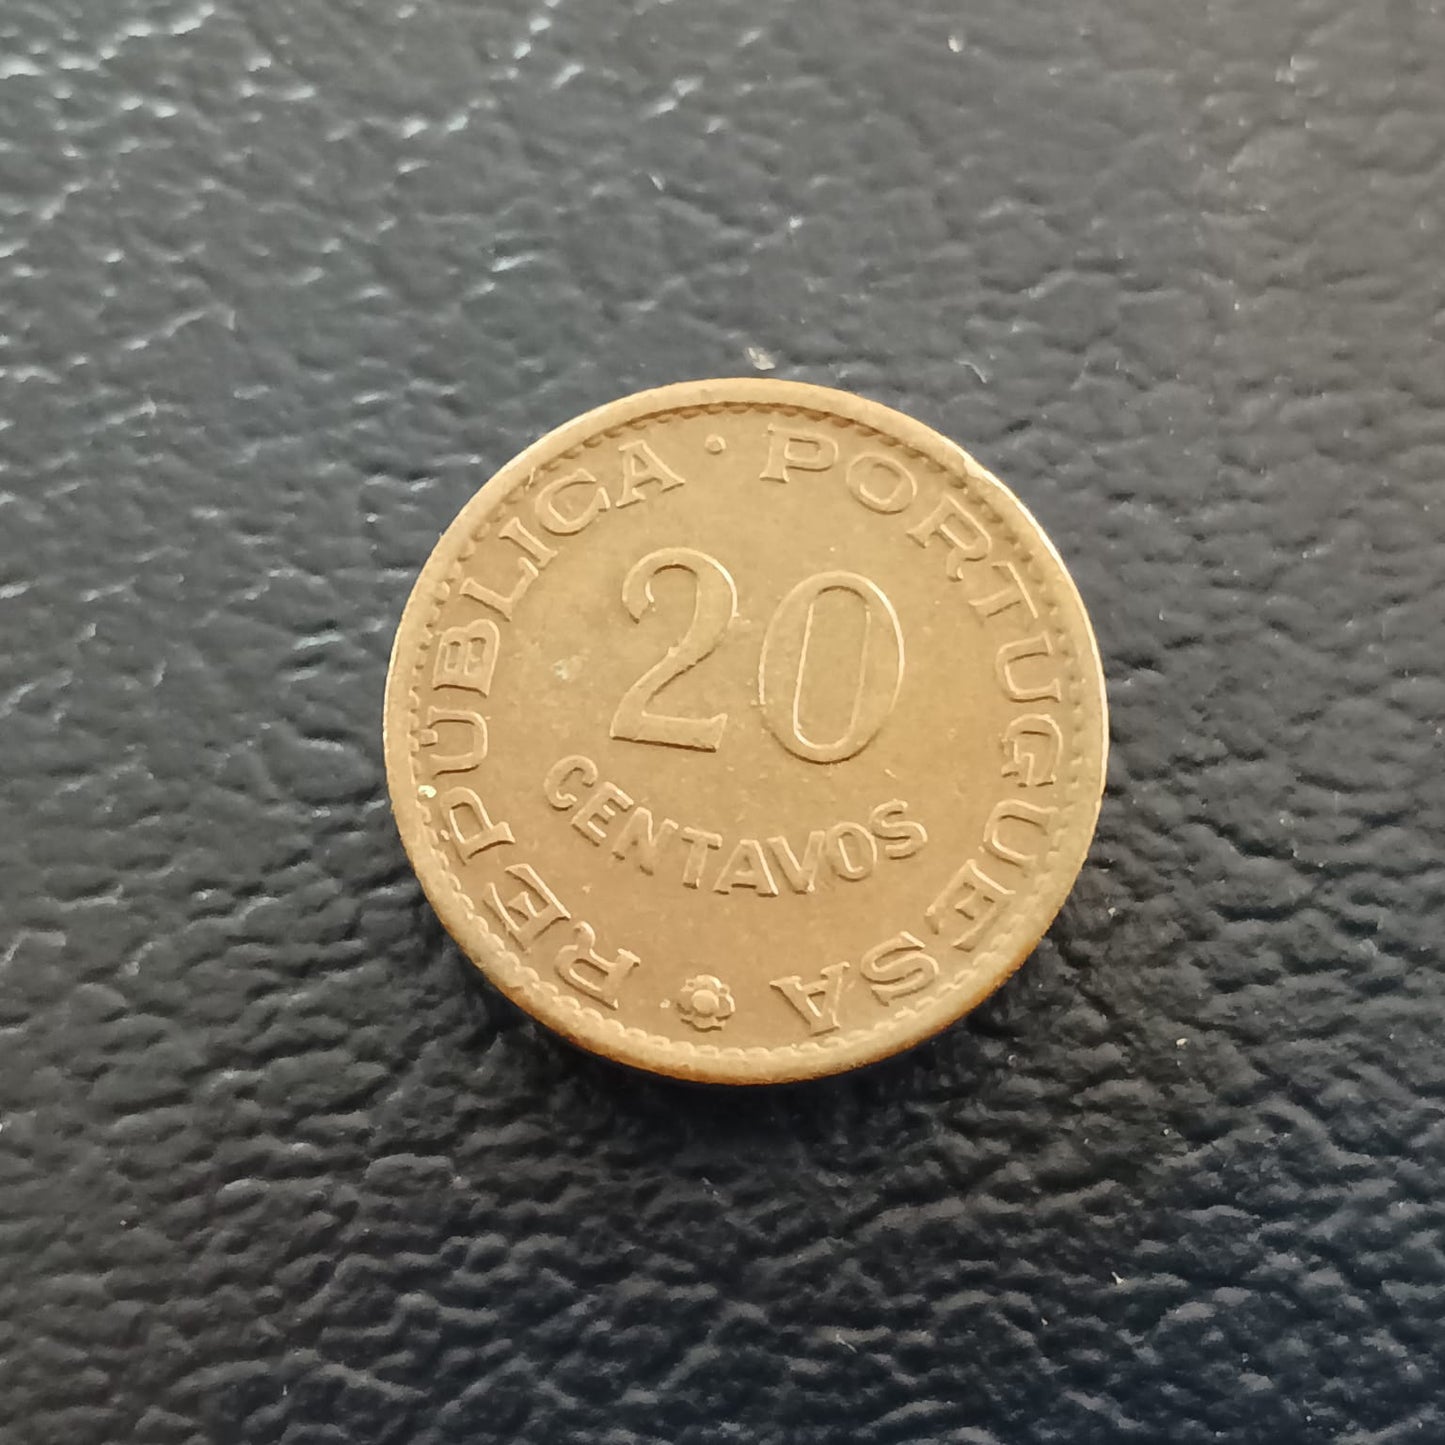 REPÚBLICA · PORTUGUESA
20
CENTAVOS